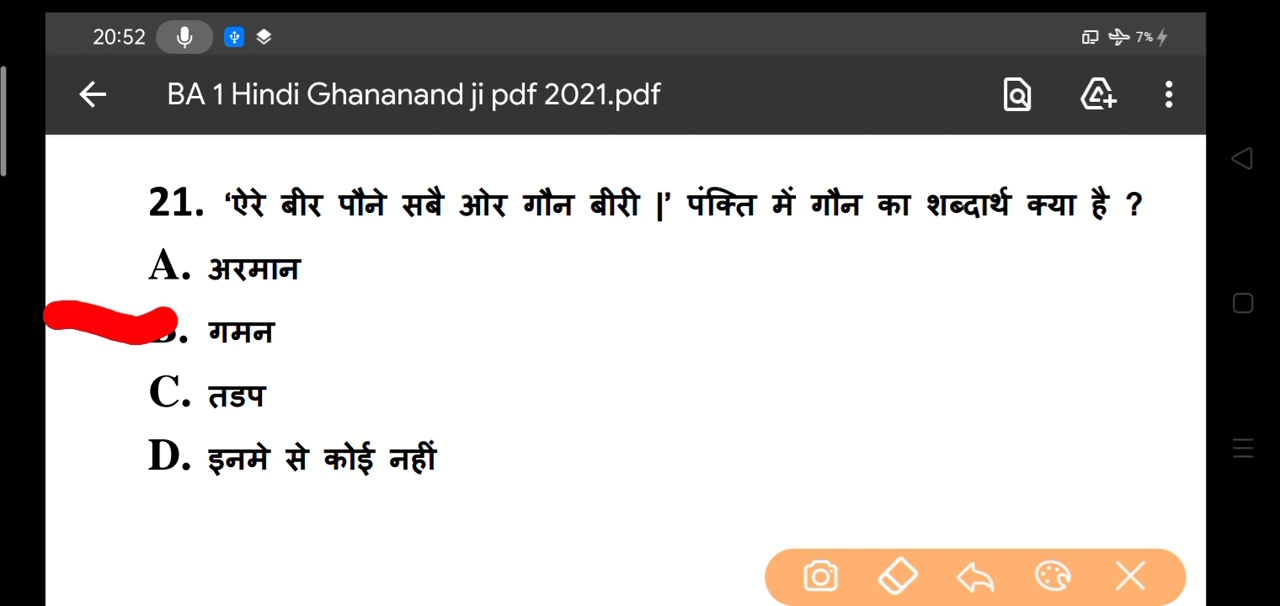 20:52
7%
BA 1 Hindi Ghananand ji pdf 2021.pdf
21. ‘ऐरे बीर पौने सबै ओर गौन बीरी |’ पंक्ति में गौन का शब्दार्थ क्या है ?
A. अरमान
B. गमन
C. तडप
D. इनमे से कोई नहीं